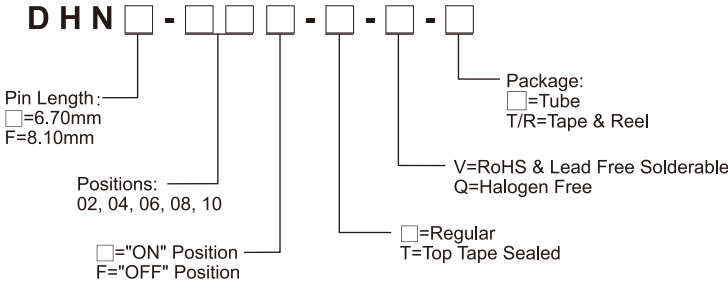 DHN□-□□□-□-□-□
Pin Length:
□=6.70mm
F=8.10mm
Package:
□=Tube
T/R=Tape & Reel
Positions:
02, 04, 06, 08, 10
V=RoHS & Lead Free Solderable
Q=Halogen Free
□="ON" Position
F="OFF" Position
□=Regular
T=Top Tape Sealed